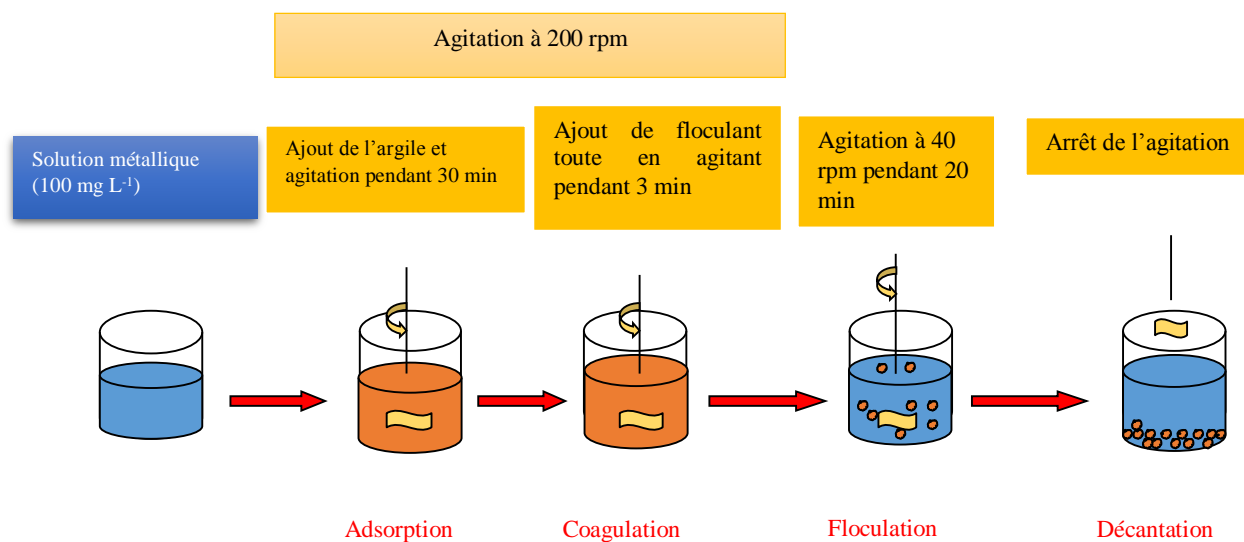 Agitation à 200 rpm
Solution métallique
(100 mg L⁻¹)
Ajout de l'argile et
agitation pendant 30 min
Ajout de floculant
toute en agitant
pendant 3 min
Agitation à 40
rpm pendant 20
min
Arrêt de l'agitation
Adsorption
Coagulation
Floculation
Décantation